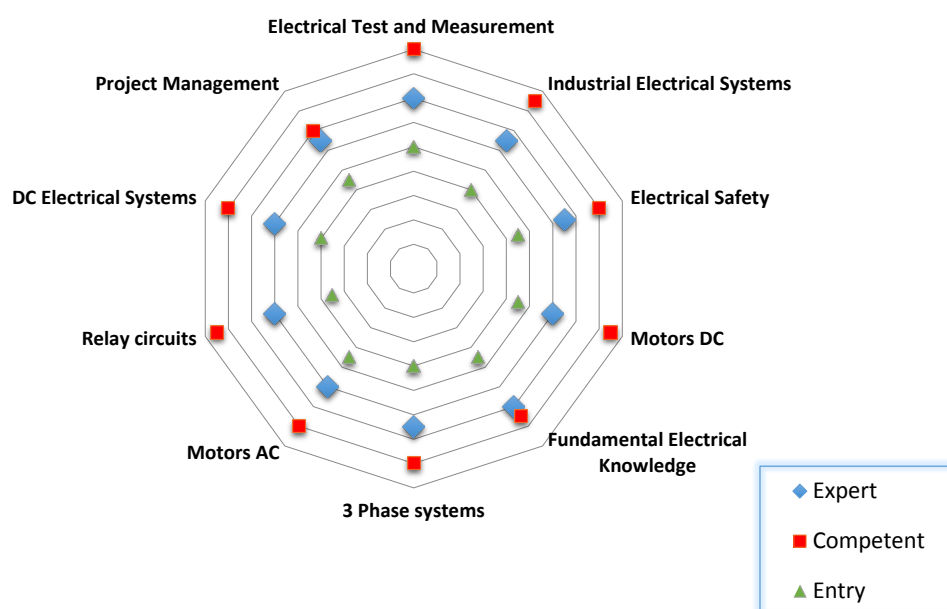 Electrical Test and Measurement
Project Management
Industrial Electrical Systems
DC Electrical Systems
Electrical Safety
Relay circuits
Motors DC
Motors AC
Fundamental Electrical
Knowledge
3 Phase systems
Expert
Competent
Entry